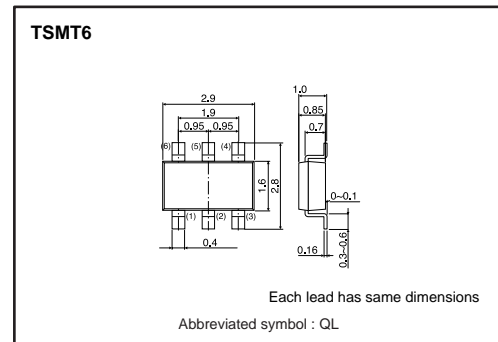 TSMT6
1.0
2.9
0.85
1.9
0.7
0.95 0.95
(6) (5) (4)
1.6
2.8
0~0.1
(1) (2) (3)
0.4
0.16
0.3~0.6
Each lead has same dimensions
Abbreviated symbol : QL